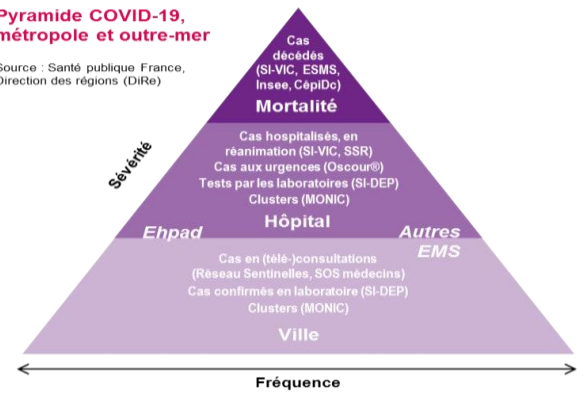 Pyramide COVID-19,
métropole et outre-mer
Source : Santé publique France,
Direction des régions (DiRe)
Cas
décédés
(SI-VIC, ESMS,
Insee, CépiDc)
Mortalité
Sévérité
Cas hospitalisés, en
réanimation (SI-VIC, SSR)
Cas aux urgences (Oscour®)
Tests par les laboratoires (SI-DEP)
Clusters (MONIC)
Hôpital
Ehpad
Autres
EMS
Cas en (télé-)consultations
(Réseau Sentinelles, SOS médecins)
Cas confirmés en laboratoire (SI-DEP)
Clusters (MONIC)
Ville
Fréquence